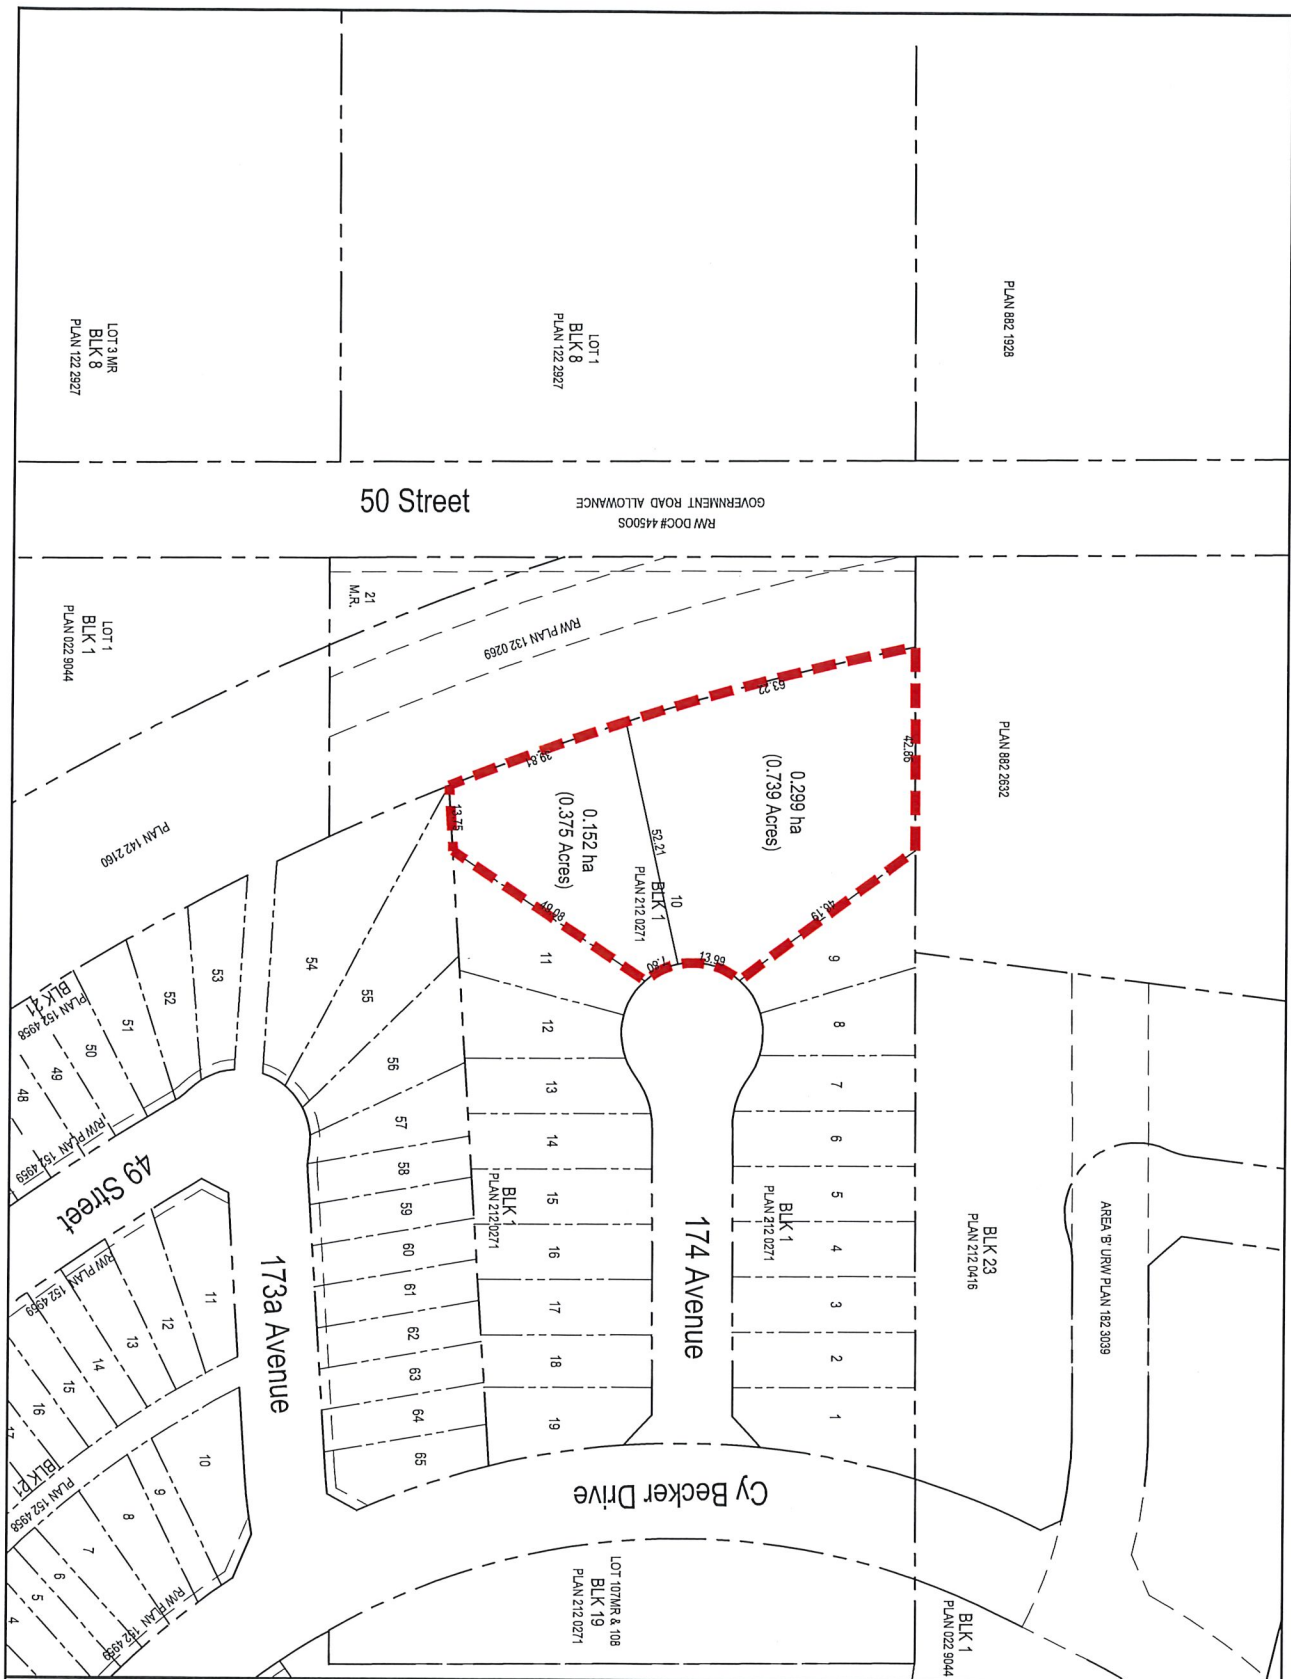 PLAN 882 1928
LOT 1
BLK 8
PLAN 122 2927
LOT 3 MR
BLK 8
PLAN 122 2927
50 Street
GOVERNMENT ROAD ALLOWANCE
R/W DOC# 4450OS
21
M.R.
LOT 1
BLK 1
PLAN 022 9044
R/W PLAN 132 0269
PLAN 142 2160
PLAN 882 2632
63.22
42.86
39.81
13.75
52.21
48.19
40.84
7.60
13.99
0.299 ha
(0.739 Acres)
0.152 ha
(0.375 Acres)
10
BLK 1
PLAN 212 0271
9
8
7
6
5
4
3
2
1
BLK 1
PLAN 212 0271
174 Avenue
11
12
13
14
15
16
17
18
19
BLK 1
PLAN 212 0271
54
55
56
57
58
59
60
61
62
63
64
65
173a Avenue
53
52
51
50
49
48
BLK 21
PLAN 152 4958
R/W PLAN 152 4959
49 Street
R/W PLAN 152 4959
11
12
13
14
15
16
17
BLK 21
PLAN 152 4958
10
9
8
7
6
5
4
R/W PLAN 152 4959
Cy Becker Drive
BLK 23
PLAN 212 0416
AREA 'B' URW PLAN 182 3039
LOT 107MR & 108
BLK 19
PLAN 212 0271
BLK 1
PLAN 022 9044